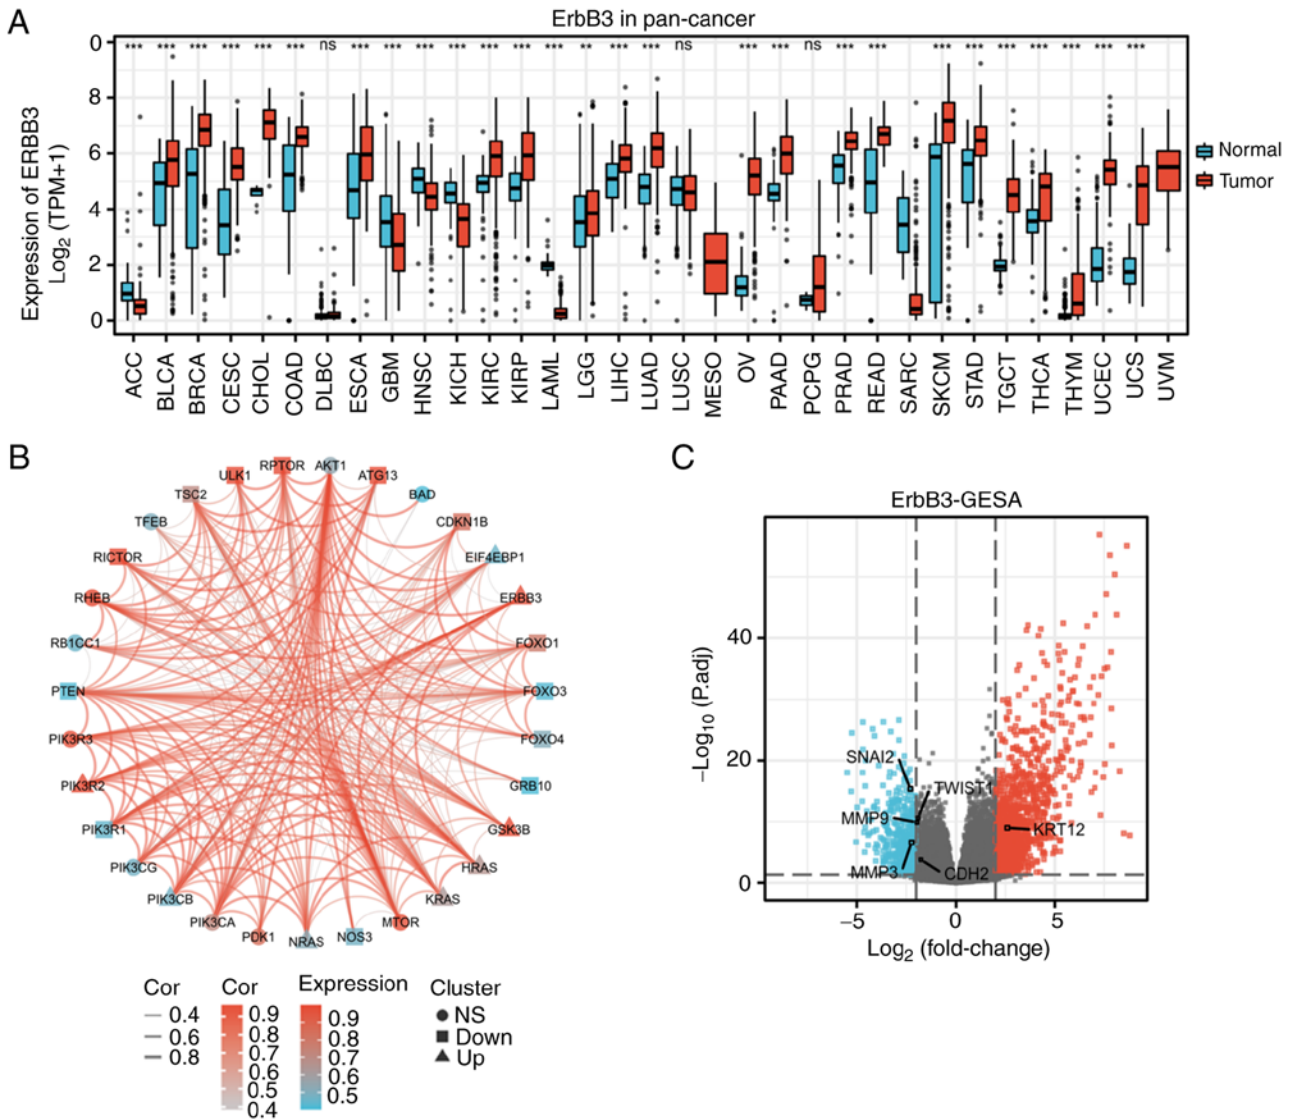 A
ErbB3 in pan-cancer
0
*** *** *** *** *** *** ns *** *** *** *** *** *** *** ** *** *** ns *** *** ns *** *** *** *** *** *** *** *** ***
8
6
4
2
0
Expression of ERBB3
Log2 (TPM+1)
Normal
Tumor
ACC
BLCA
BRCA
CESC
CHOL
COAD
DLBC
ESCA
GBM
HNSC
KICH
KIRC
KIRP
LAML
LGG
LIHC
LUAD
LUSC
MESO
OV
PAAD
PCPG
PRAD
READ
SARC
SKCM
STAD
TGCT
THCA
THYM
UCEC
UCS
UVM
B
RPTOR
AKT1
ULK1
ATG13
TSC2
BAD
TFEB
CDKN1B
RICTOR
EIF4EBP1
RHEB
ERBB3
RB1CC1
FOXO1
PTEN
FOXO3
PIK3R3
FOXO4
PIK3R2
GRB10
PIK3R1
GSK3B
PIK3CG
HRAS
PIK3CB
KRAS
PIK3CA
MTOR
PDK1
NRAS
NOS3
Cor
0.4
0.6
0.8
Cor
0.9
0.8
0.7
0.6
0.5
0.4
Expression
0.9
0.8
0.7
0.6
0.5
Cluster
NS
Down
Up
C
ErbB3-GESA
40
20
0
−Log10 (P.adj)
SNAI2
TWIST1
MMP9
KRT12
MMP3
CDH2
−5
0
5
Log2 (fold-change)